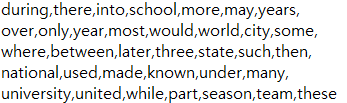 during,there,into,school,more,may,years,
over,only,year,most,would,world,city,some,
where,between,later,three,state,such,then,
national,used,made,known,under,many,
university,united,while,part,season,team,these